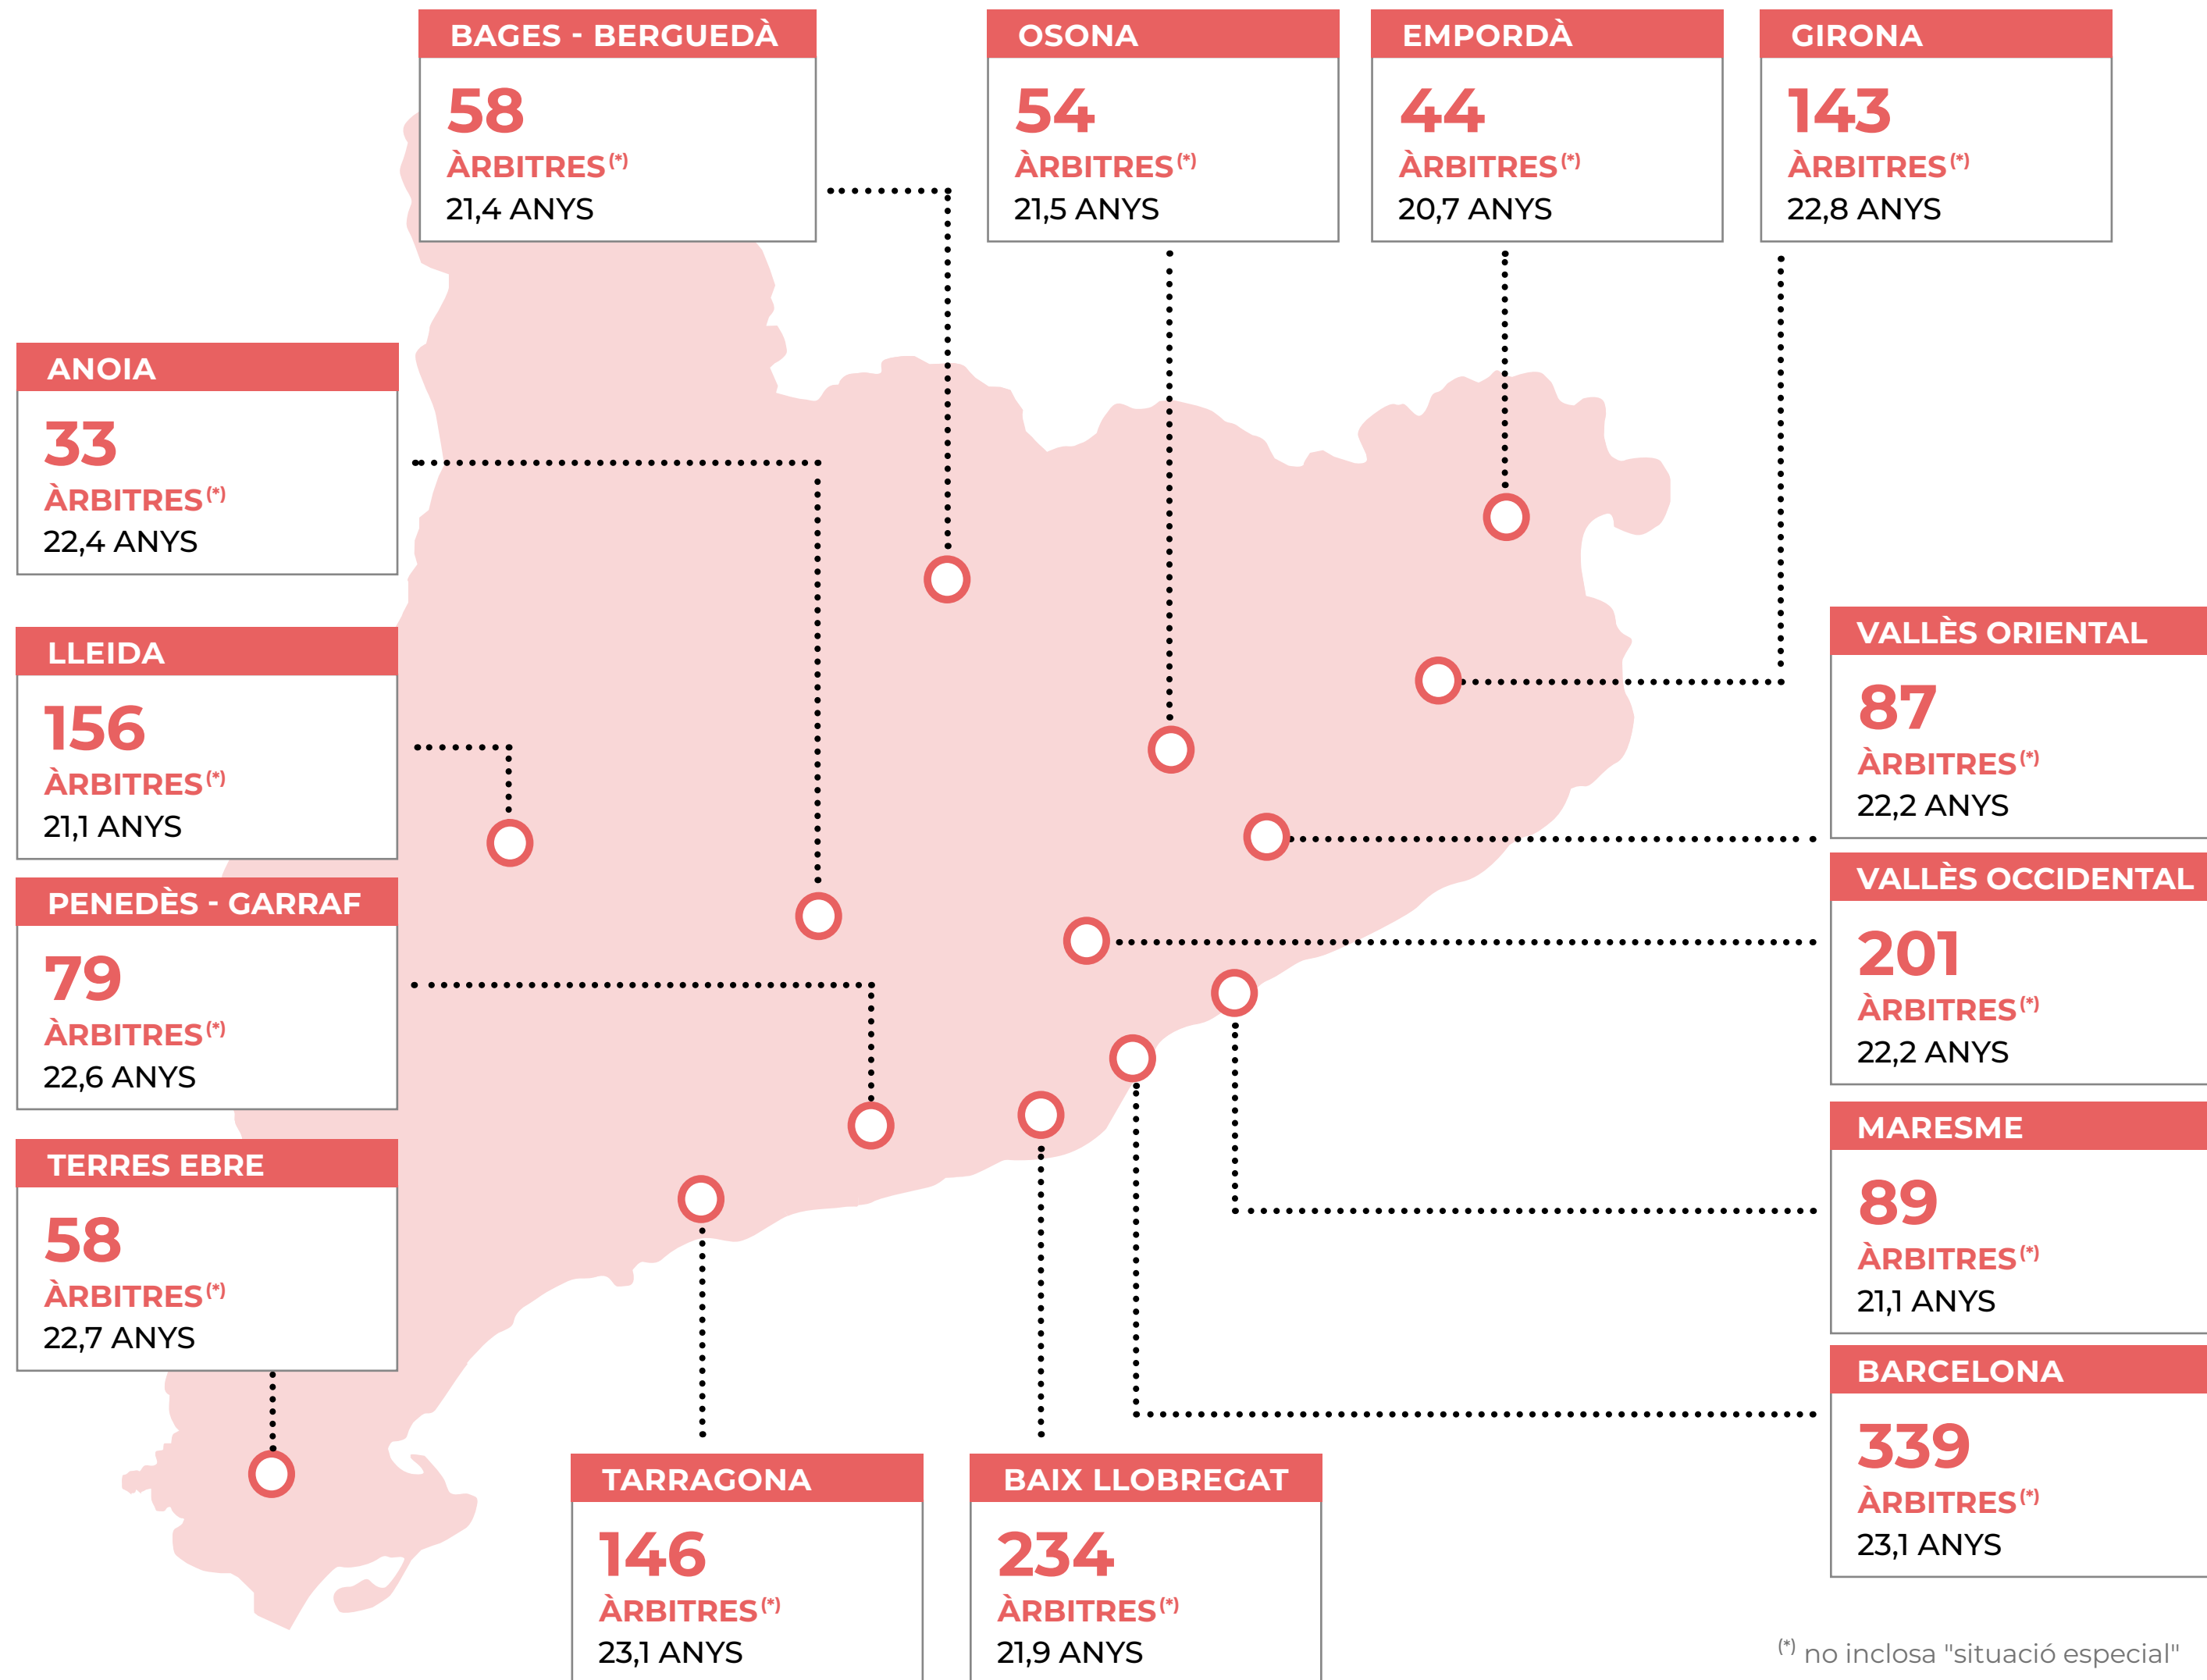 BAGES - BERGUEDÀ
58
ÀRBITRES(*)
21,4 ANYS
OSONA
54
ÀRBITRES(*)
21,5 ANYS
EMPORDÀ
44
ÀRBITRES(*)
20,7 ANYS
GIRONA
143
ÀRBITRES(*)
22,8 ANYS
ANOIA
33
ÀRBITRES(*)
22,4 ANYS
LLEIDA
156
ÀRBITRES(*)
21,1 ANYS
PENEDÈS - GARRAF
79
ÀRBITRES(*)
22,6 ANYS
TERRES EBRE
58
ÀRBITRES(*)
22,7 ANYS
TARRAGONA
146
ÀRBITRES(*)
23,1 ANYS
BAIX LLOBREGAT
234
ÀRBITRES(*)
21,9 ANYS
VALLÈS ORIENTAL
87
ÀRBITRES(*)
22,2 ANYS
VALLÈS OCCIDENTAL
201
ÀRBITRES(*)
22,2 ANYS
MARESME
89
ÀRBITRES(*)
21,1 ANYS
BARCELONA
339
ÀRBITRES(*)
23,1 ANYS
(*) no inclosa "situació especial"